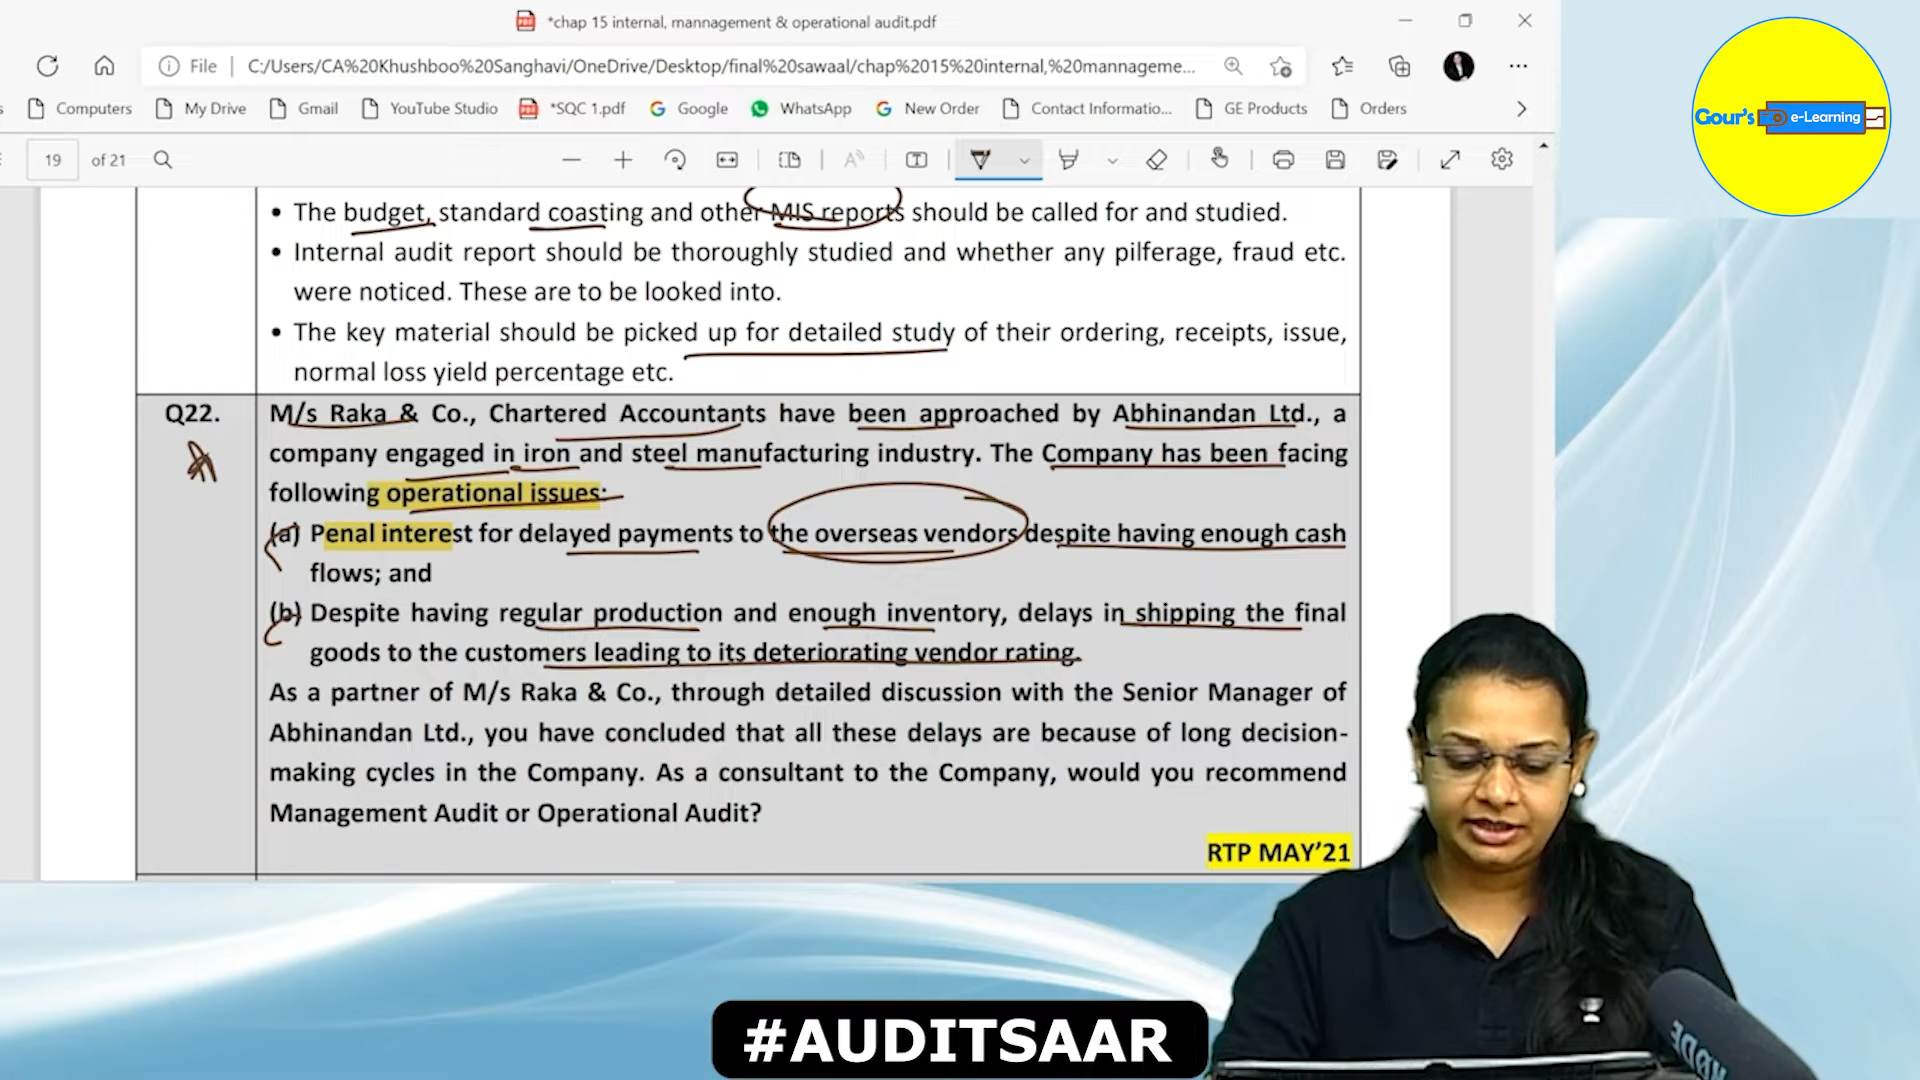 *chap 15 internal, mannagement & operational audit.pdf
File C:/Users/CA%20Khushboo%20Sanghavi/OneDrive/Desktop/final%20sawaal/chap%2015%20internal,%20mannageme...
Computers My Drive Gmail YouTube Studio *SQC 1.pdf Google WhatsApp New Order Contact Informatio... GE Products Orders
19 of 21
Gour's e-Learning
• The budget, standard coasting and other MIS reports should be called for and studied.
• Internal audit report should be thoroughly studied and whether any pilferage, fraud etc.
were noticed. These are to be looked into.
• The key material should be picked up for detailed study of their ordering, receipts, issue,
normal loss yield percentage etc.
Q22. M/s Raka & Co., Chartered Accountants have been approached by Abhinandan Ltd., a
company engaged in iron and steel manufacturing industry. The Company has been facing
following operational issues:
(a) Penal interest for delayed payments to the overseas vendors despite having enough cash
flows; and
(b) Despite having regular production and enough inventory, delays in shipping the final
goods to the customers leading to its deteriorating vendor rating.
As a partner of M/s Raka & Co., through detailed discussion with the Senior Manager of
Abhinandan Ltd., you have concluded that all these delays are because of long decision-
making cycles in the Company. As a consultant to the Company, would you recommend
Management Audit or Operational Audit?
RTP MAY'21
#AUDITSAAR